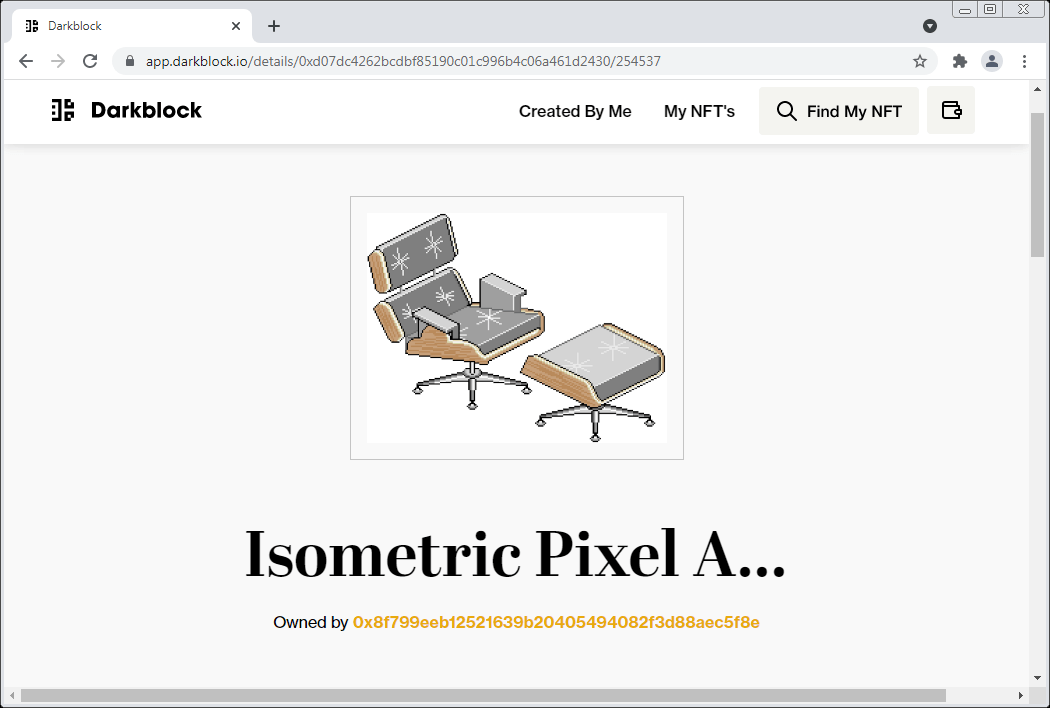 Darkblock
app.darkblock.io/details/0xd07dc4262bcdbf85190c01c996b4c06a461d2430/254537
Darkblock
Created By Me
My NFT's
Find My NFT
Isometric Pixel A...
Owned by 0x8f799eeb12521639b20405494082f3d88aec5f8e